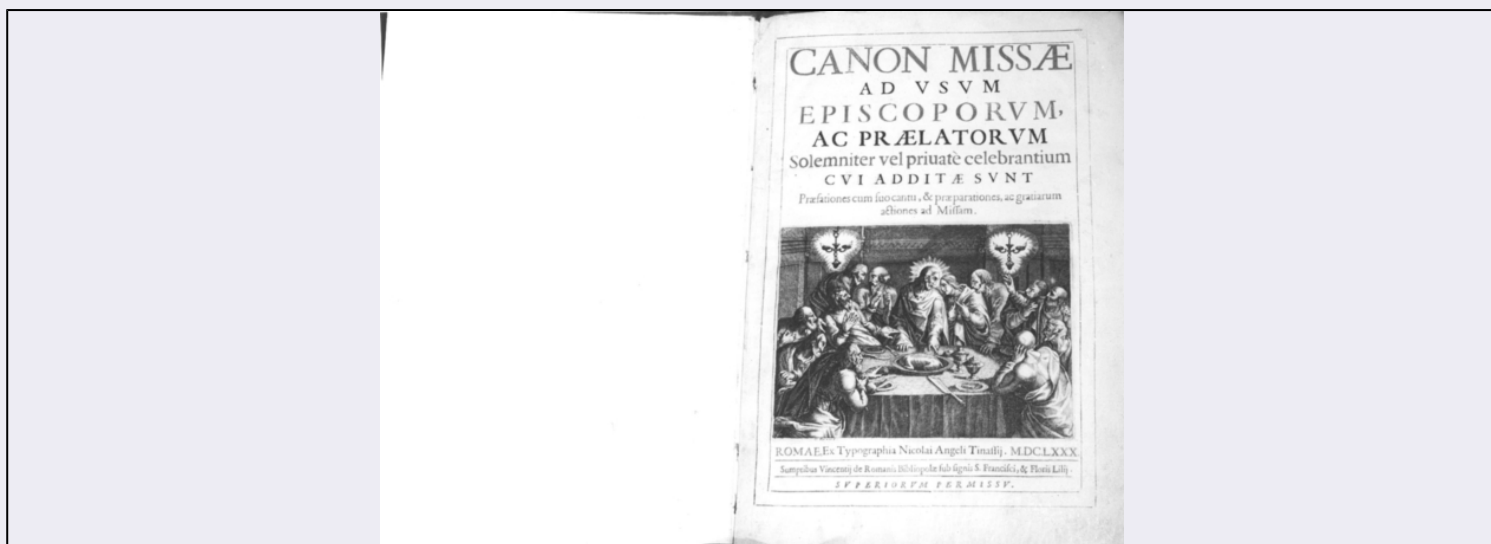 CANON MISSÆ
AD VSVM
EPISCOPORVM,
AC PRÆLATORVM
Solemniter vel priuatè celebrantium
CVI ADDITÆ SVNT
Præfationes cum suo cantu, & præparationes, ac gratiarum
actiones ad Missam.
ROMAE, Ex Typographia Nicolai Angeli Tinassij. M.DC.LXXX
Sumptibus Vincentij de Romanis Bibliopolæ sub signis S. Francisci, & Floris Lilij.
SVPERIORVM PERMISSV.